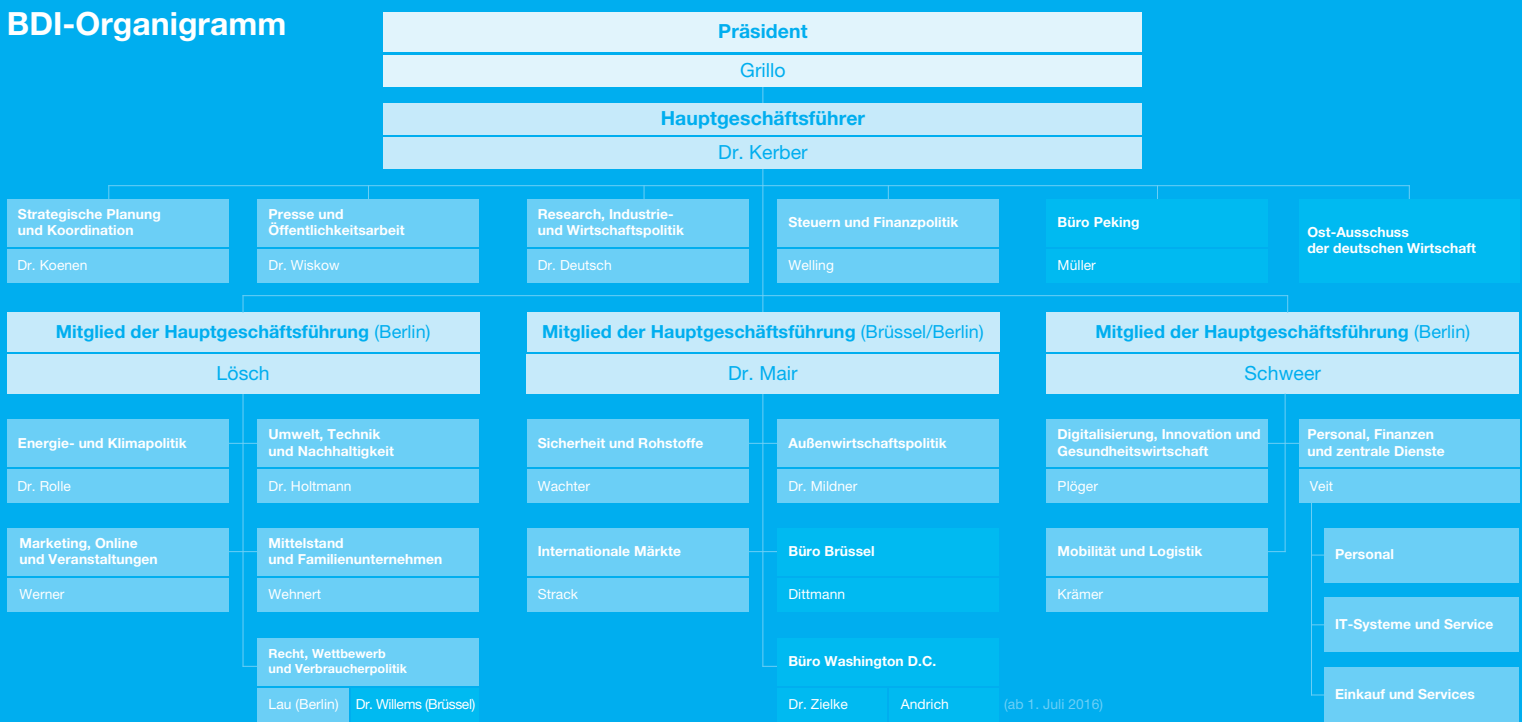 BDI-Organigramm
Präsident
Grillo
Hauptgeschäftsführer
Dr. Kerber
Strategische Planung
und Koordination
Dr. Koenen
Presse und
Öffentlichkeitsarbeit
Dr. Wiskow
Research, Industrie-
und Wirtschaftspolitik
Dr. Deutsch
Steuern und Finanzpolitik
Welling
Büro Peking
Müller
Ost-Ausschuss
der deutschen Wirtschaft
Mitglied der Hauptgeschäftsführung (Berlin)
Lösch
Mitglied der Hauptgeschäftsführung (Brüssel/Berlin)
Dr. Mair
Mitglied der Hauptgeschäftsführung (Berlin)
Schweer
Energie- und Klimapolitik
Dr. Rolle
Umwelt, Technik
und Nachhaltigkeit
Dr. Holtmann
Sicherheit und Rohstoffe
Wachter
Außenwirtschaftspolitik
Dr. Mildner
Digitalisierung, Innovation und
Gesundheitswirtschaft
Plöger
Personal, Finanzen
und zentrale Dienste
Veit
Marketing, Online
und Veranstaltungen
Werner
Mittelstand
und Familienunternehmen
Wehnert
Internationale Märkte
Strack
Büro Brüssel
Dittmann
Mobilität und Logistik
Krämer
Personal
IT-Systeme und Service
Einkauf und Services
Recht, Wettbewerb
und Verbraucherpolitik
Lau (Berlin) Dr. Willems (Brüssel)
Büro Washington D.C.
Dr. Zielke Andrich (ab 1. Juli 2016)